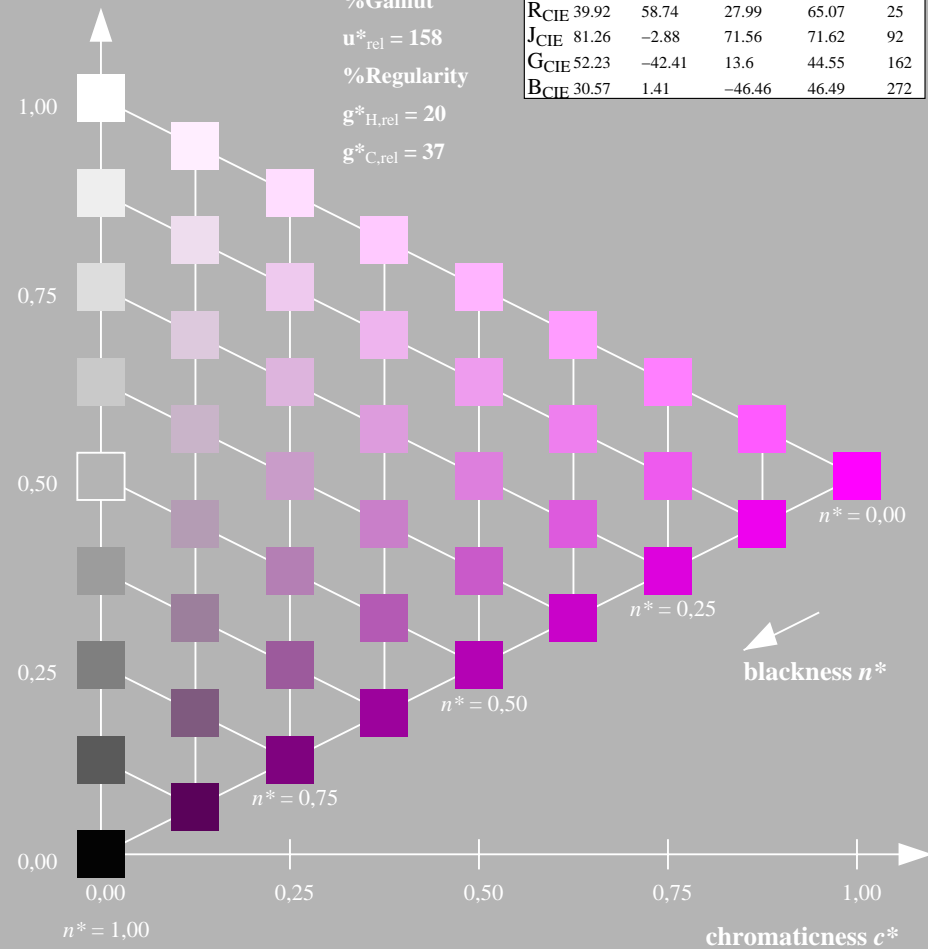 %Gamut
u*rel = 158
%Regularity
g*H,rel = 20
g*C,rel = 37
RCIE 39.92 58.74 27.99 65.07 25
JCIE 81.26 −2.88 71.56 71.62 92
GCIE 52.23 −42.41 13.6 44.55 162
BCIE 30.57 1.41 −46.46 46.49 272
1,00
0,75
0,50
n* = 0,00
n* = 0,25
0,25
blackness n*
n* = 0,50
n* = 0,75
0,00
0,00 0,25 0,50 0,75 1,00
n* = 1,00
chromaticness c*